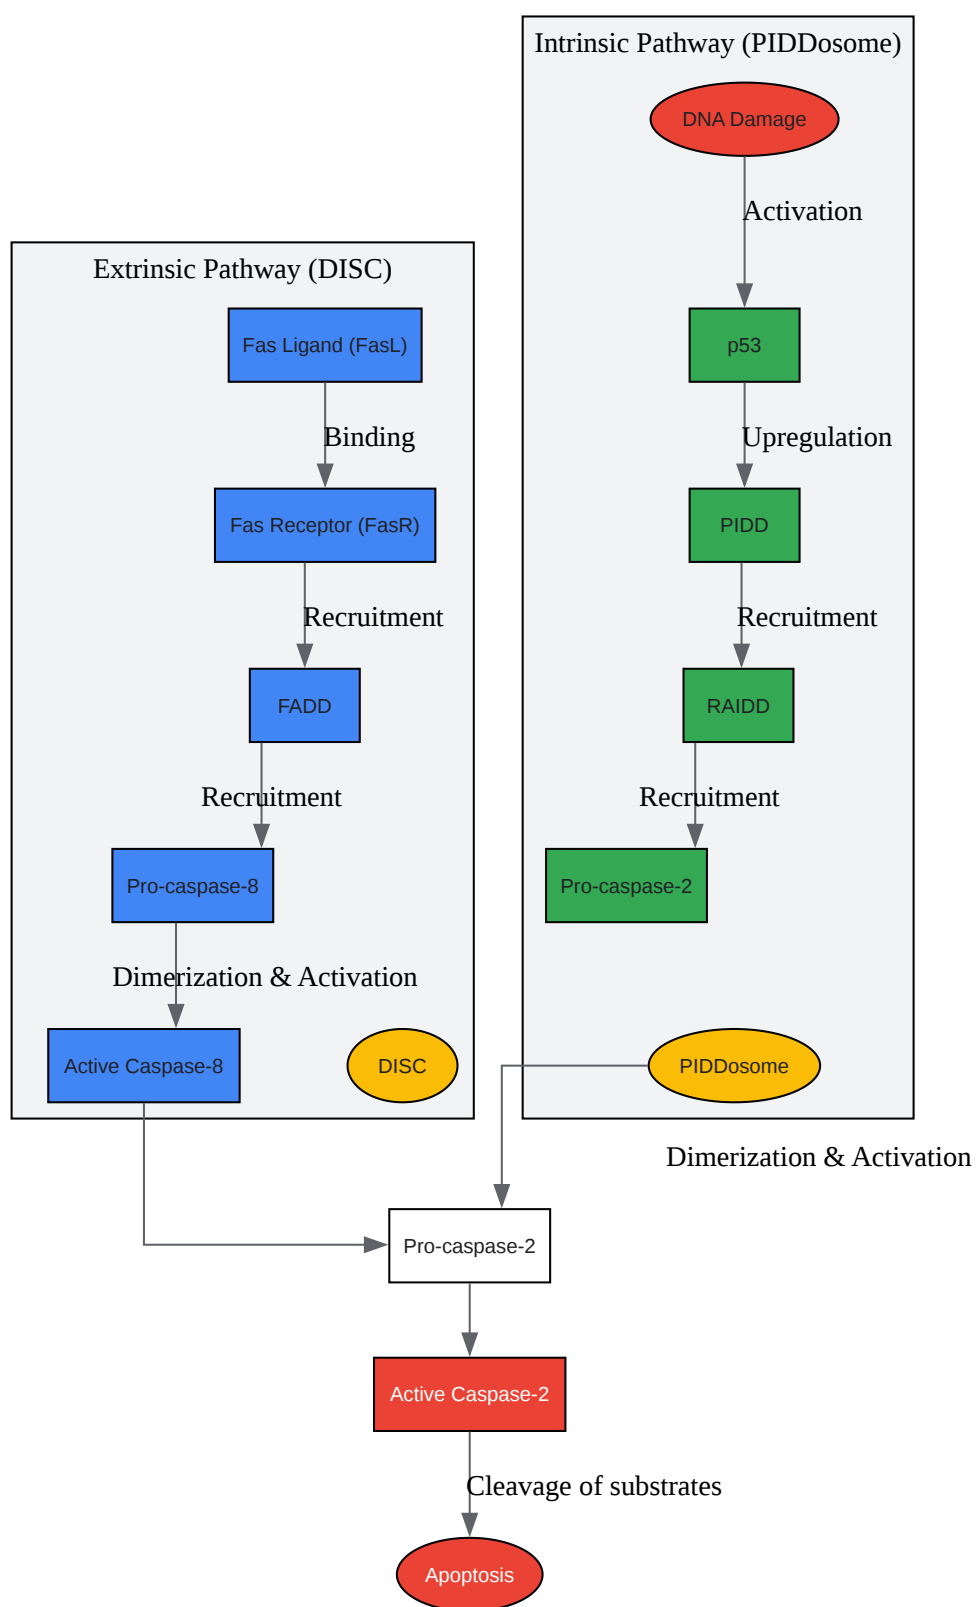 Intrinsic Pathway (PIDDosome)
DNA Damage
Activation
p53
Upregulation
PIDD
Recruitment
RAIDD
Recruitment
Pro-caspase-2
PIDDosome
Dimerization & Activation
Extrinsic Pathway (DISC)
Fas Ligand (FasL)
Binding
Fas Receptor (FasR)
Recruitment
FADD
Recruitment
Pro-caspase-8
Dimerization & Activation
Active Caspase-8
DISC
Pro-caspase-2
Active Caspase-2
Cleavage of substrates
Apoptosis